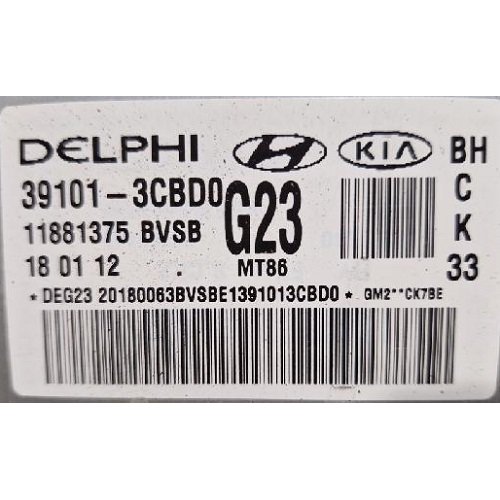 DELPHI KIA BH
39101-3CBD0 G23 C
11881375 BVSB K
18 01 12 . MT86 33
*DEG23 20180063BVSBE1391013CBD0* GM2**CK7BE